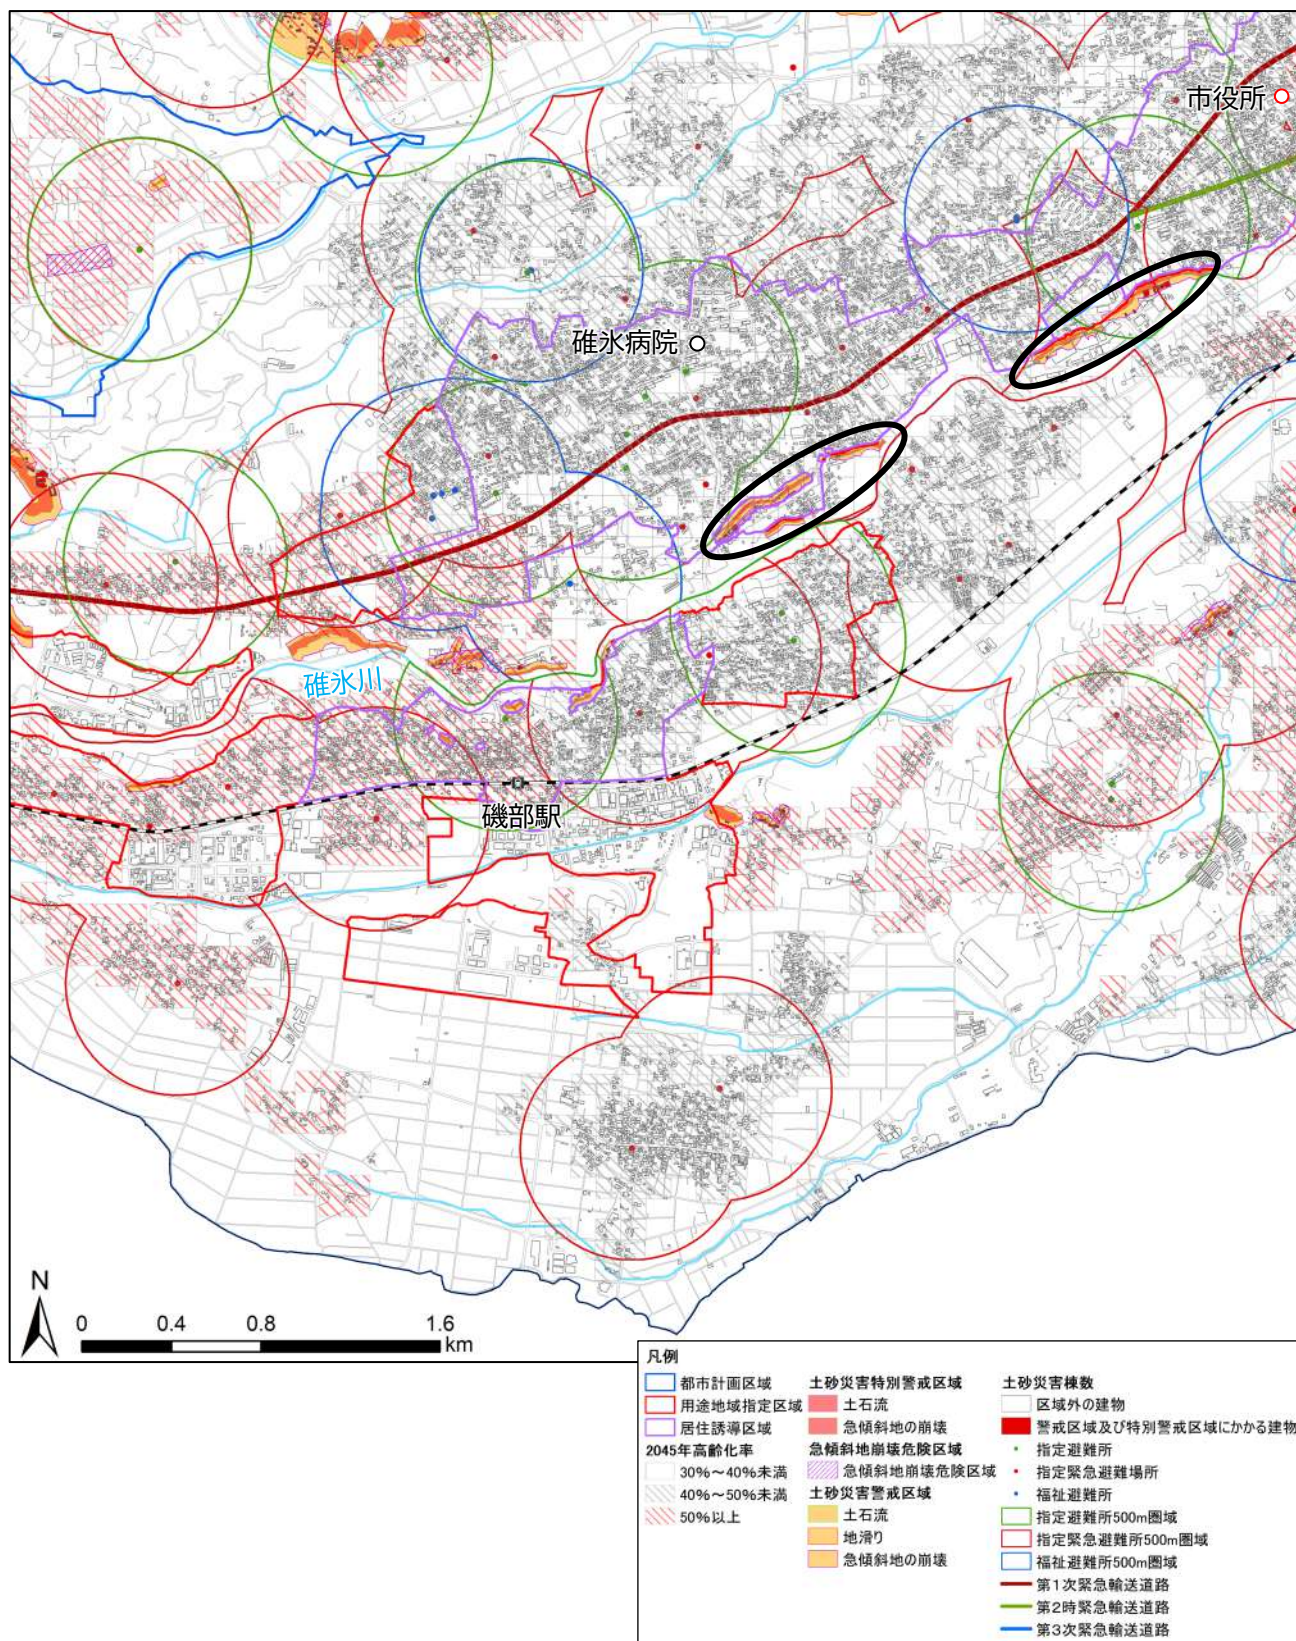 市役所
碓氷病院
碓氷川
磯部駅
N
0 0.4 0.8 1.6
km
凡例
都市計画区域
用途地域指定区域
居住誘導区域
2045年高齢化率
30%～40%未満
40%～50%未満
50%以上
土砂災害特別警戒区域
土石流
急傾斜地の崩壊
急傾斜地崩壊危険区域
急傾斜地崩壊危険区域
土砂災害警戒区域
土石流
地滑り
急傾斜地の崩壊
土砂災害棟数
区域外の建物
警戒区域及び特別警戒区域にかかる建物
指定避難所
指定緊急避難場所
福祉避難所
指定避難所500m圏域
指定緊急避難所500m圏域
福祉避難所500m圏域
第1次緊急輸送道路
第2時緊急輸送道路
第3次緊急輸送道路